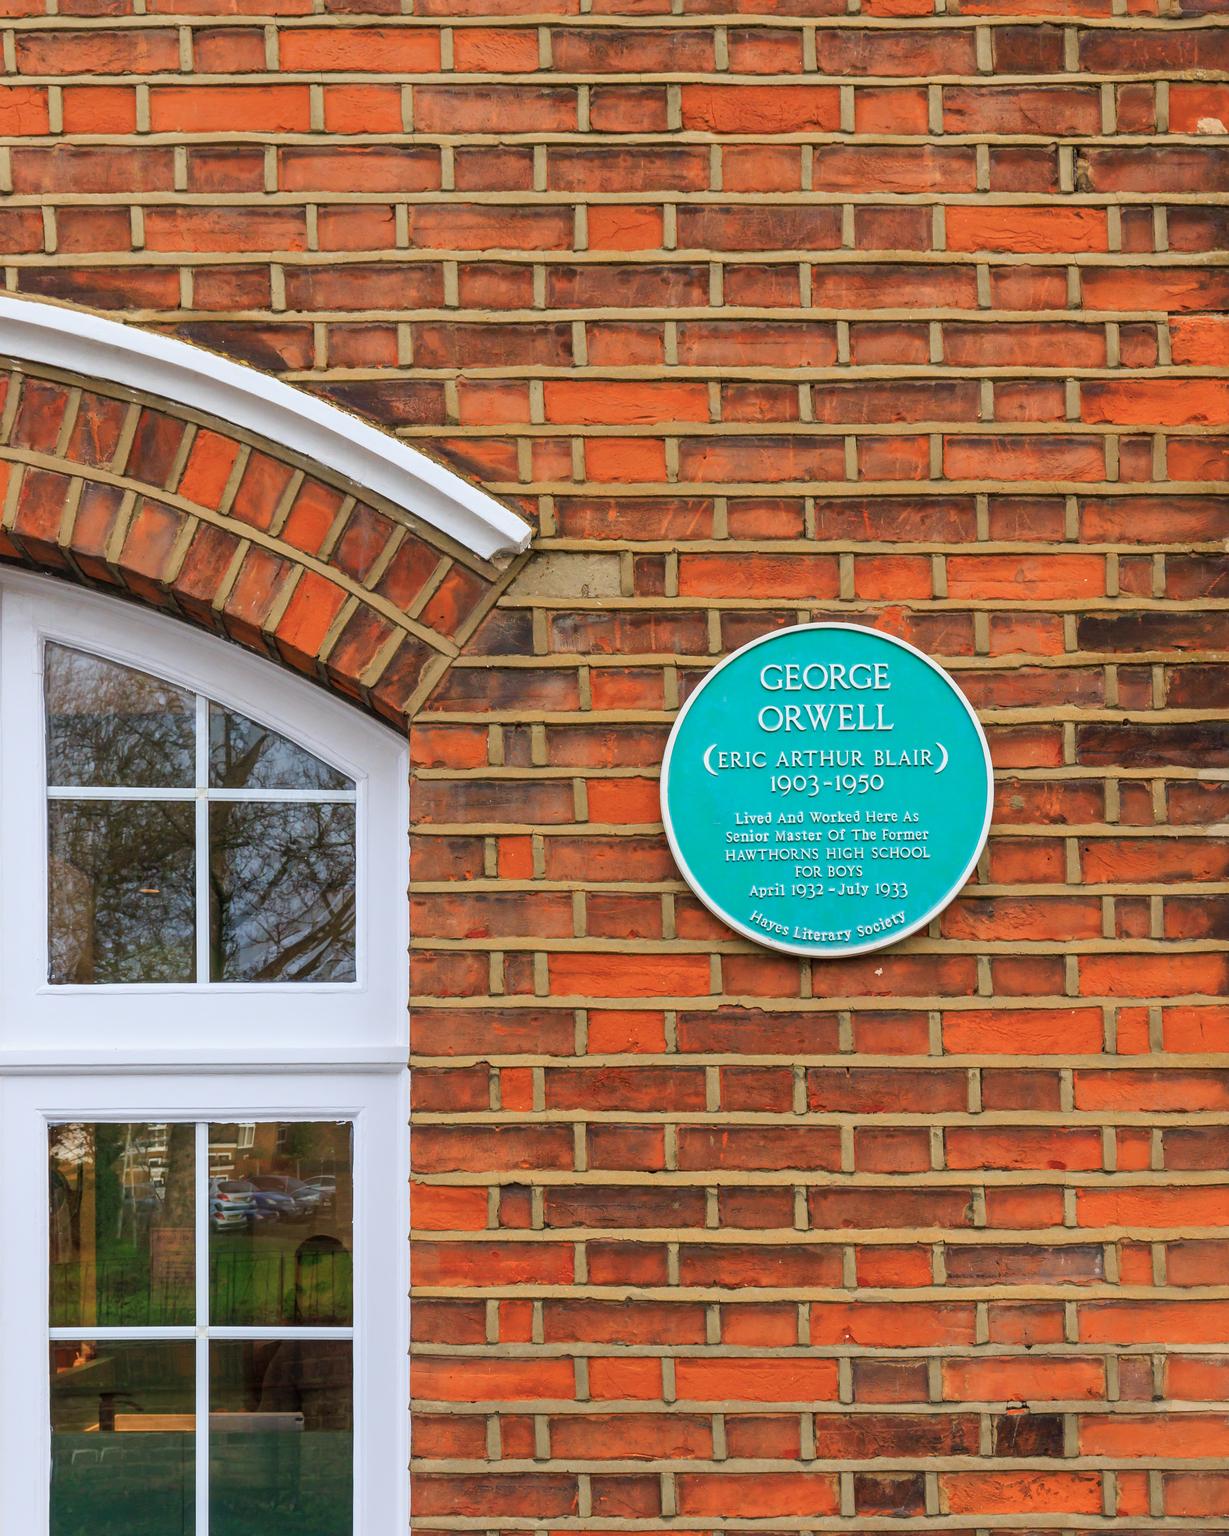 GEORGE
ORWELL
(ERIC ARTHUR BLAIR)
1903-1950
Lived And Worked Here As
Senior Master Of The Former
HAWTHORNS HIGH SCHOOL
FOR BOYS
April 1932 - July 1933
Hayes Literary Society